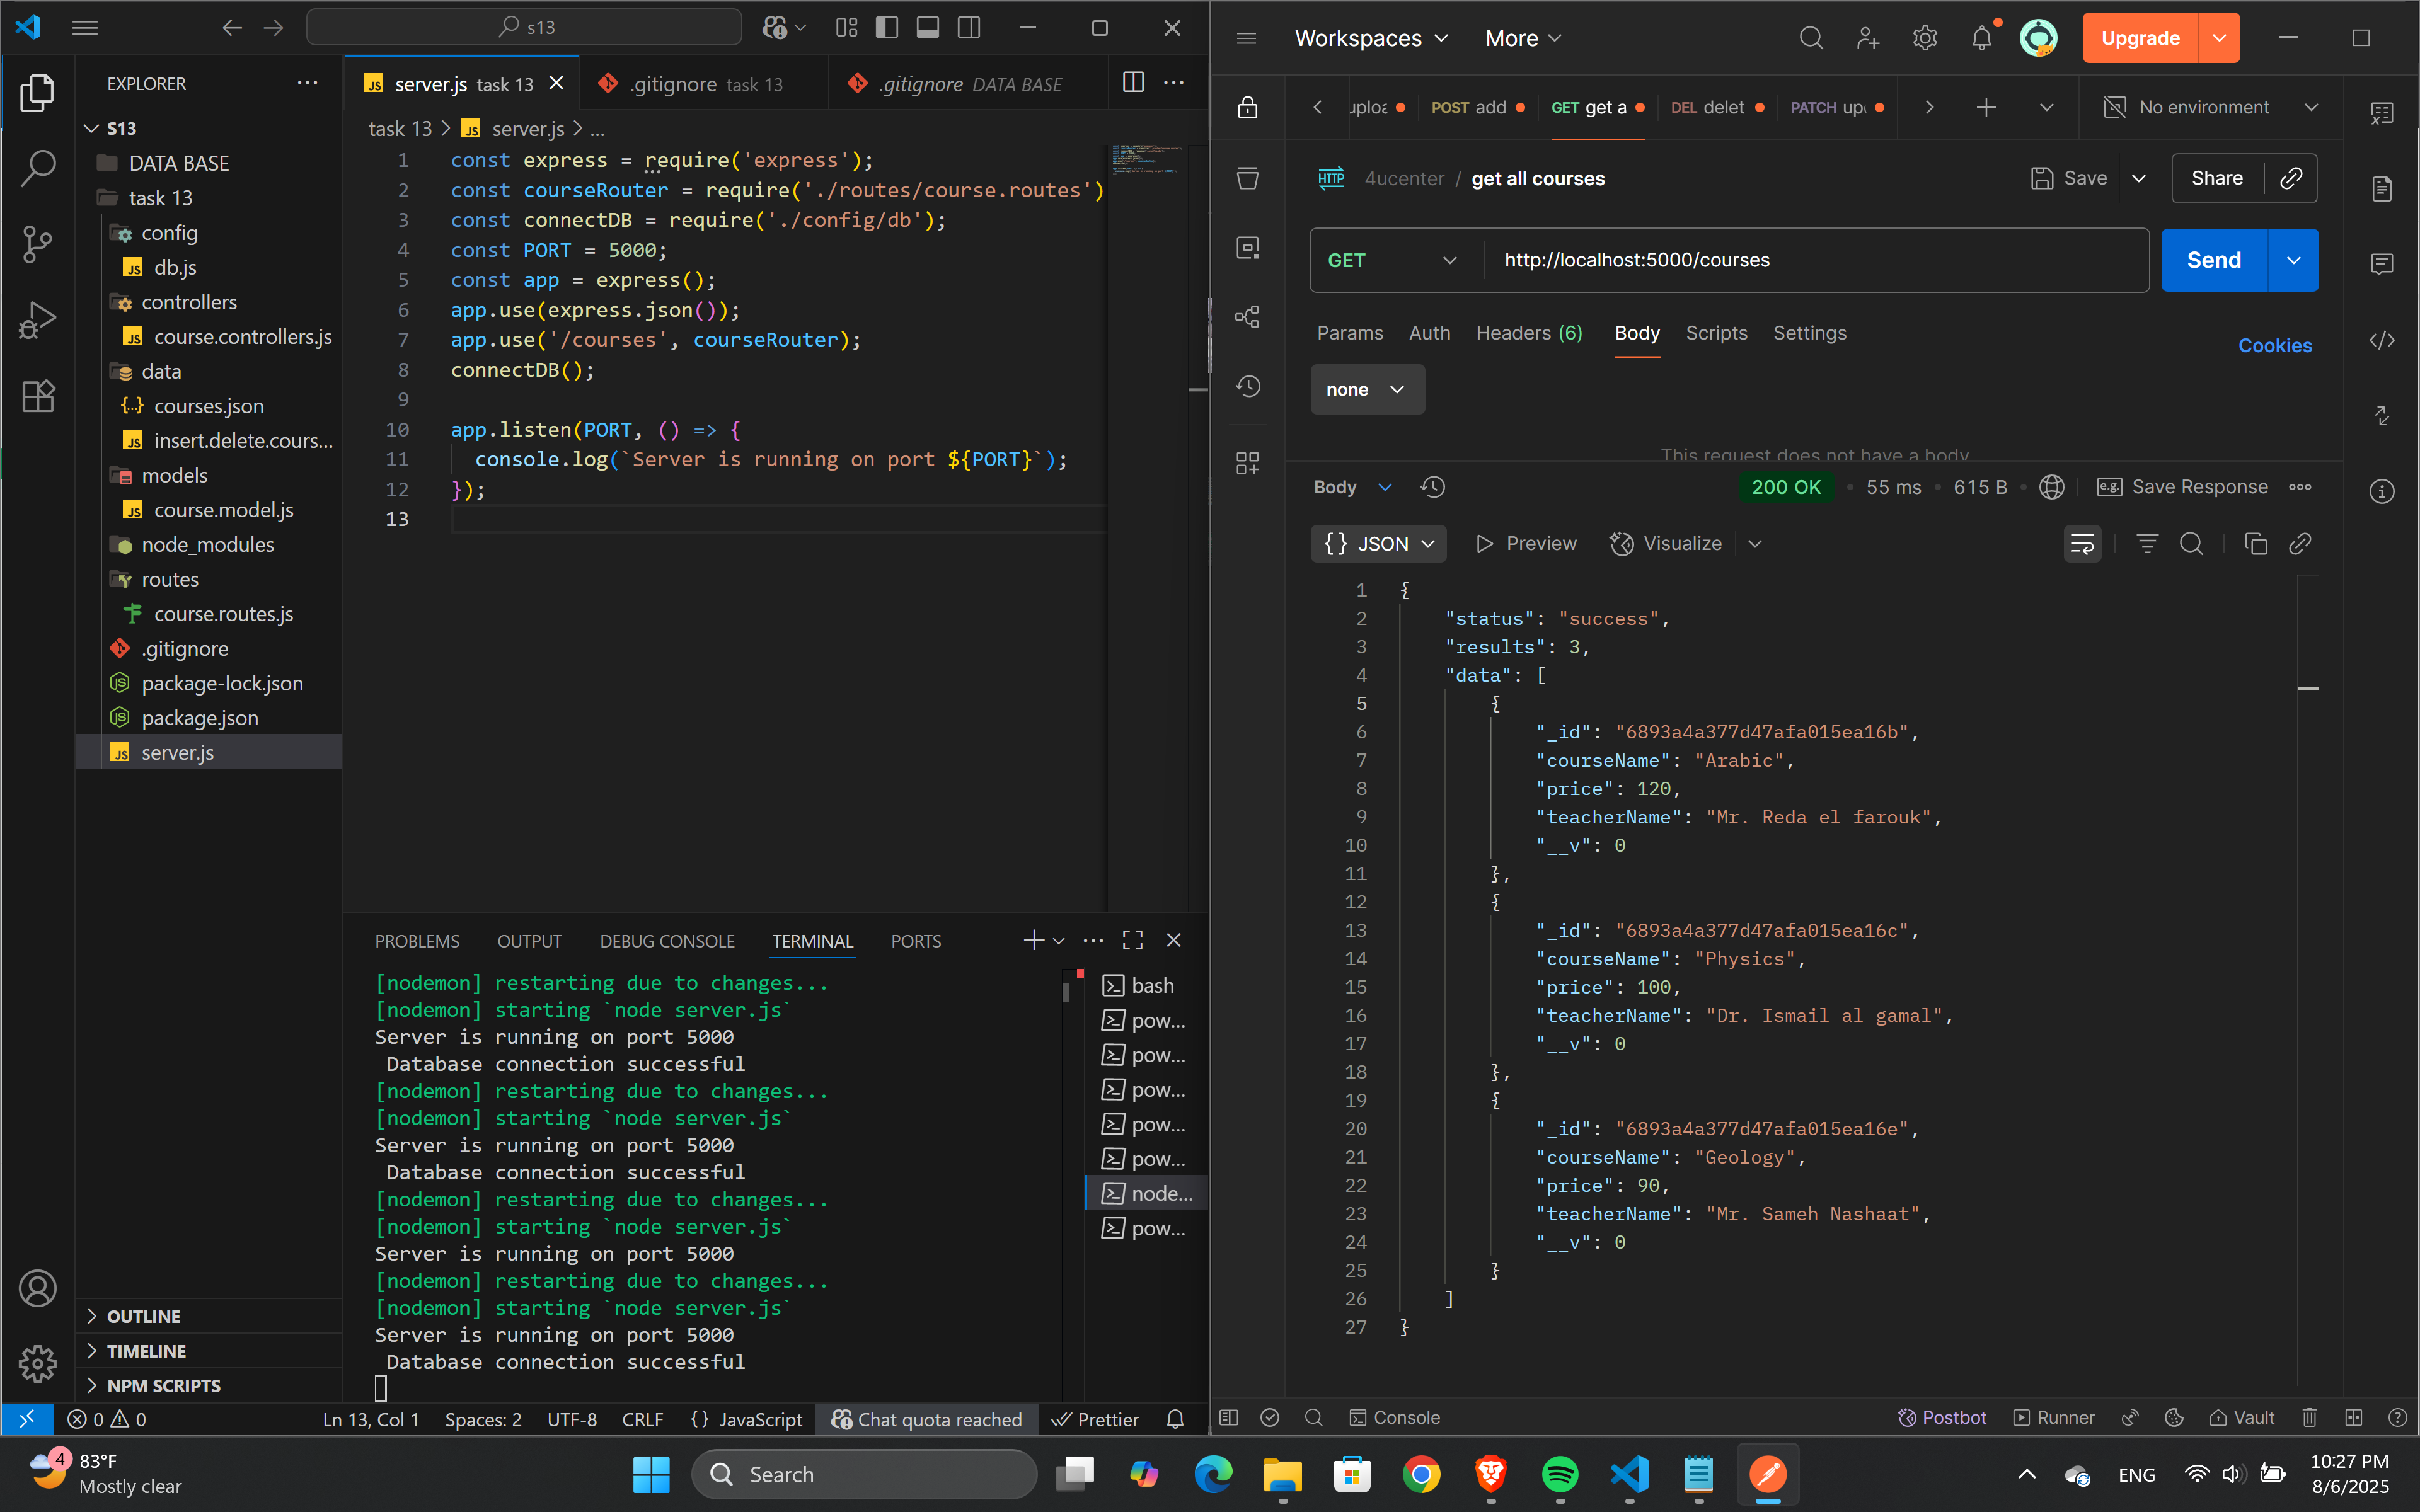 s13
Workspaces
More
Upgrade
EXPLORER
server.js task 13
.gitignore task 13
.gitignore DATA BASE
POST add
GET get a
DEL delet
PATCH
No environment
S13
DATA BASE
task 13
config
db.js
controllers
course.controllers.js
data
courses.json
insert.delete.cours...
models
course.model.js
node_modules
routes
course.routes.js
.gitignore
package-lock.json
package.json
server.js
OUTLINE
TIMELINE
NPM SCRIPTS
task 13 > server.js > ...
1 const express = require('express');
2 const courseRouter = require('./routes/course.routes')
3 const connectDB = require('./config/db');
4 const PORT = 5000;
5 const app = express();
6 app.use(express.json());
7 app.use('/courses', courseRouter);
8 connectDB();
9
10 app.listen(PORT, () => {
11 console.log(`Server is running on port ${PORT}`);
12 });
13
PROBLEMS OUTPUT DEBUG CONSOLE TERMINAL PORTS
[nodemon] restarting due to changes...
[nodemon] starting `node server.js`
Server is running on port 5000
Database connection successful
[nodemon] restarting due to changes...
[nodemon] starting `node server.js`
Server is running on port 5000
Database connection successful
[nodemon] restarting due to changes...
[nodemon] starting `node server.js`
Server is running on port 5000
[nodemon] restarting due to changes...
[nodemon] starting `node server.js`
Server is running on port 5000
Database connection successful
bash
pow...
pow...
pow...
pow...
pow...
node...
pow...
0 0
Ln 13, Col 1 Spaces: 2 UTF-8 CRLF {} JavaScript Chat quota reached Prettier
HTTP 4ucenter / get all courses
Save
Share
GET http://localhost:5000/courses
Send
Params Auth Headers (6) Body Scripts Settings
Cookies
none
This request does not have a body
Body 200 OK 55 ms 615 B e.g. Save Response
{} JSON Preview Visualize
1 {
2 "status": "success",
3 "results": 3,
4 "data": [
5 {
6 "_id": "6893a4a377d47afa015ea16b",
7 "courseName": "Arabic",
8 "price": 120,
9 "teacherName": "Mr. Reda el farouk",
10 "__v": 0
11 },
12 {
13 "_id": "6893a4a377d47afa015ea16c",
14 "courseName": "Physics",
15 "price": 100,
16 "teacherName": "Dr. Ismail al gamal",
17 "__v": 0
18 },
19 {
20 "_id": "6893a4a377d47afa015ea16e",
21 "courseName": "Geology",
22 "price": 90,
23 "teacherName": "Mr. Sameh Nashaat",
24 "__v": 0
25 }
26 ]
27 }
Console
Postbot Runner Vault
4
83°F
Mostly clear
Search
ENG
10:27 PM
8/6/2025